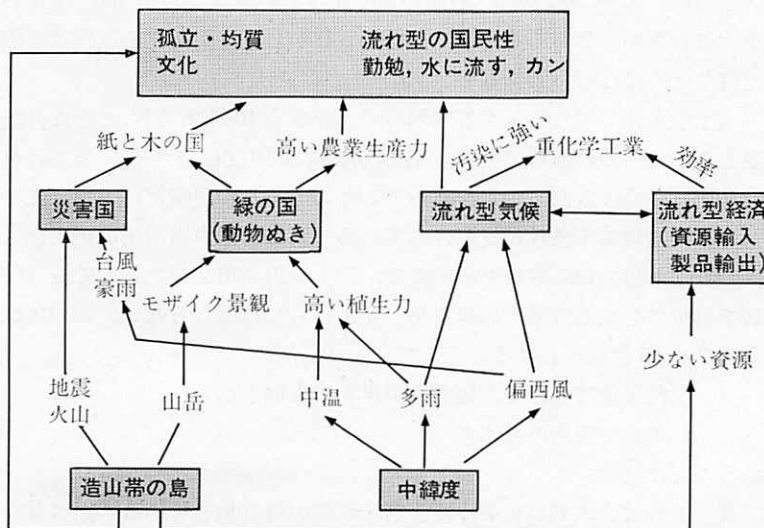 孤立・均質
文化
流れ型の国民性
勤勉, 水に流す, カン
紙と木の国
高い農業生産力
汚染に強い
重化学工業
効率
災害国
緑の国
(動物ぬき)
流れ型気候
流れ型経済
(資源輸入
製品輸出)
台風
豪雨
モザイク景観
高い植生力
少ない資源
地震
火山
山岳
中温
多雨
偏西風
造山帯の島
中緯度